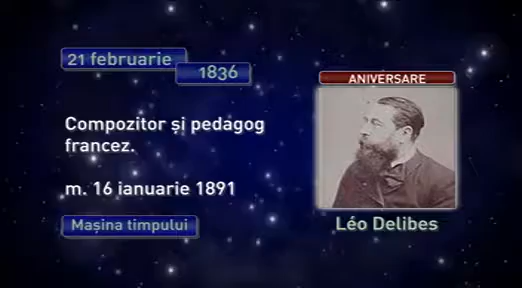 21 februarie
1836
Compozitor și pedagog
francez.
m. 16 ianuarie 1891
Mașina timpului
ANIVERSARE
Léo Delibes